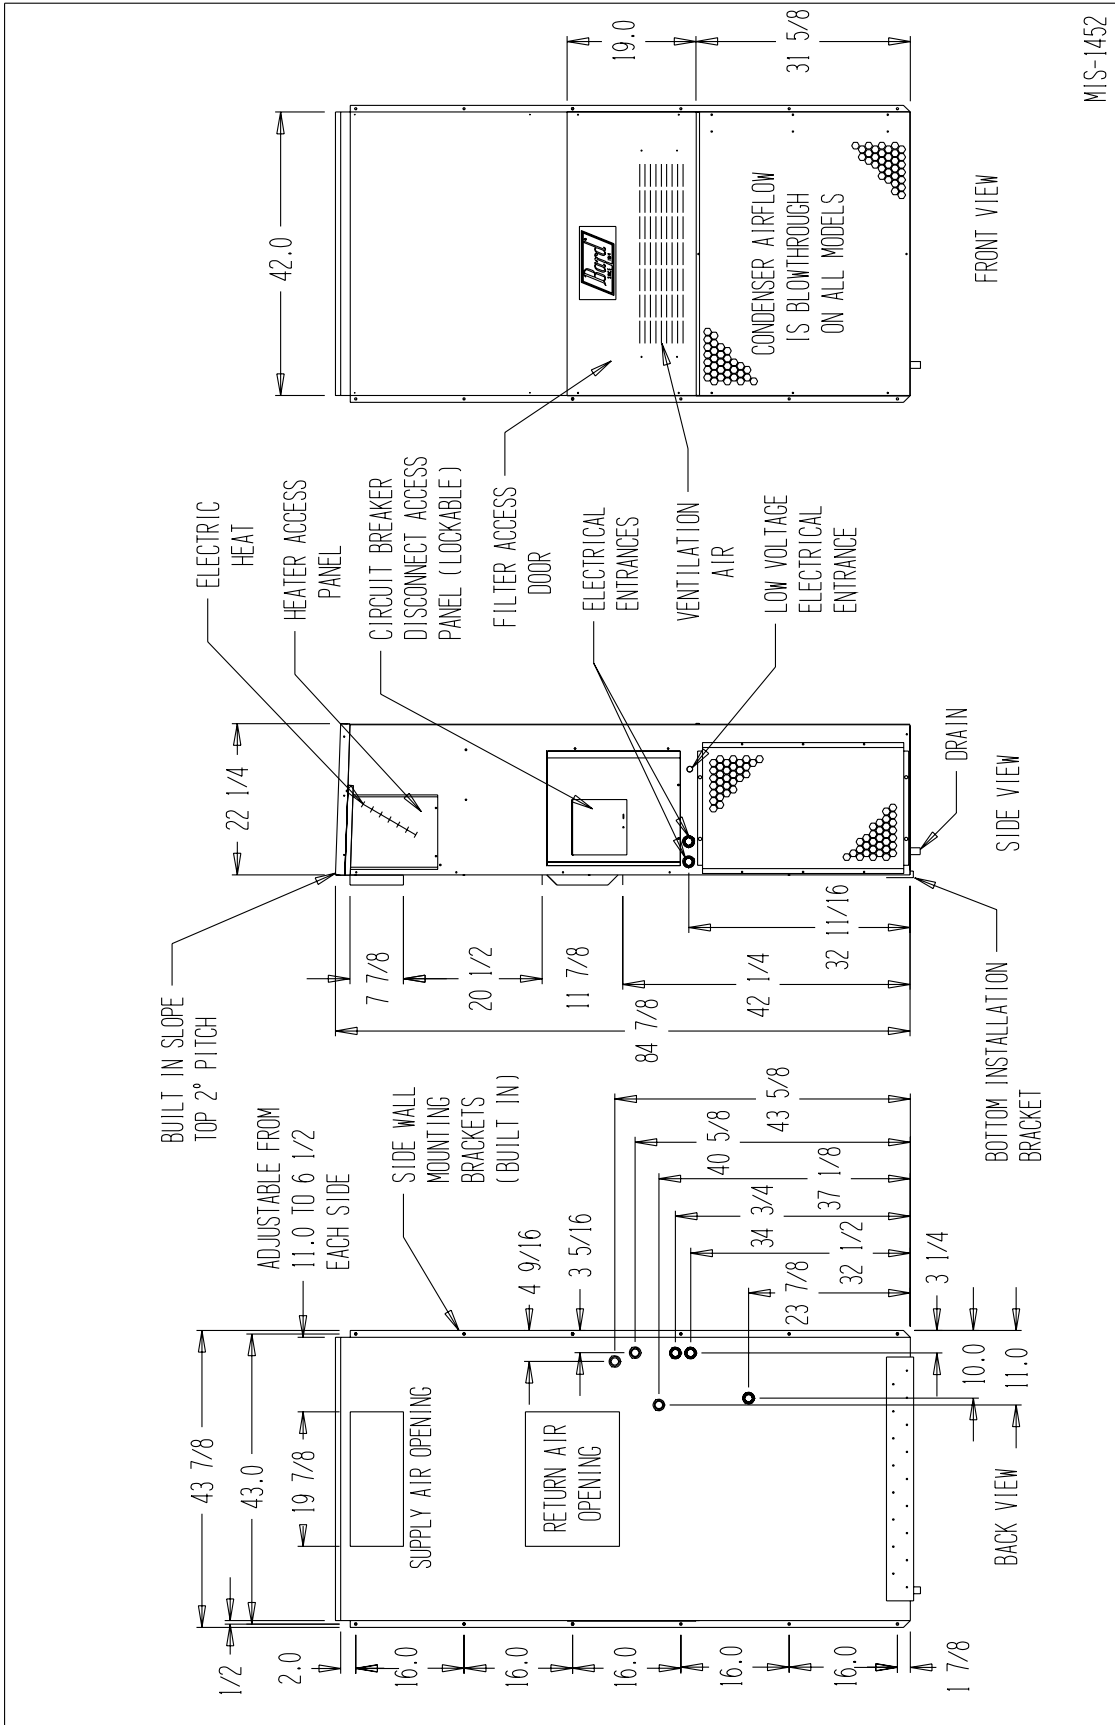 BUILT IN SLOPE
TOP 2° PITCH
ADJUSTABLE FROM
11.0 TO 6 1/2
EACH SIDE
SIDE WALL
MOUNTING
BRACKETS
(BUILT IN)
43 7/8
43.0
19 7/8
1/2
2.0
16.0
16.0
16.0
16.0
16.0
1 7/8
SUPPLY AIR OPENING
RETURN AIR
OPENING
4 9/16
3 5/16
43 5/8
40 5/8
37 1/8
34 3/4
32 1/2
23 7/8
3 1/4
10.0
11.0
BACK VIEW
22 1/4
7 7/8
20 1/2
11 7/8
84 7/8
42 1/4
32 11/16
BOTTOM INSTALLATION
BRACKET
DRAIN
SIDE VIEW
ELECTRIC
HEAT
HEATER ACCESS
PANEL
CIRCUIT BREAKER
DISCONNECT ACCESS
PANEL (LOCKABLE)
FILTER ACCESS
DOOR
ELECTRICAL
ENTRANCES
VENTILATION
AIR
LOW VOLTAGE
ELECTRICAL
ENTRANCE
42.0
19.0
31 5/8
Bard
CONDENSER AIRFLOW
IS BLOWTHROUGH
ON ALL MODELS
FRONT VIEW
MIS-1452